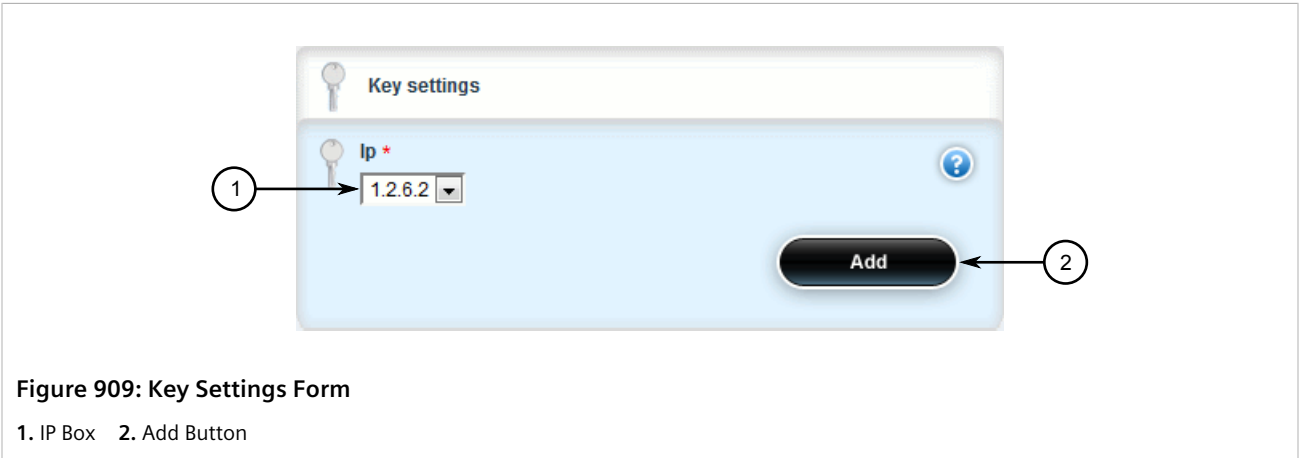 Key settings
Ip *
?
1
1.2.6.2
Add
2
Figure 909: Key Settings Form
1. IP Box 2. Add Button